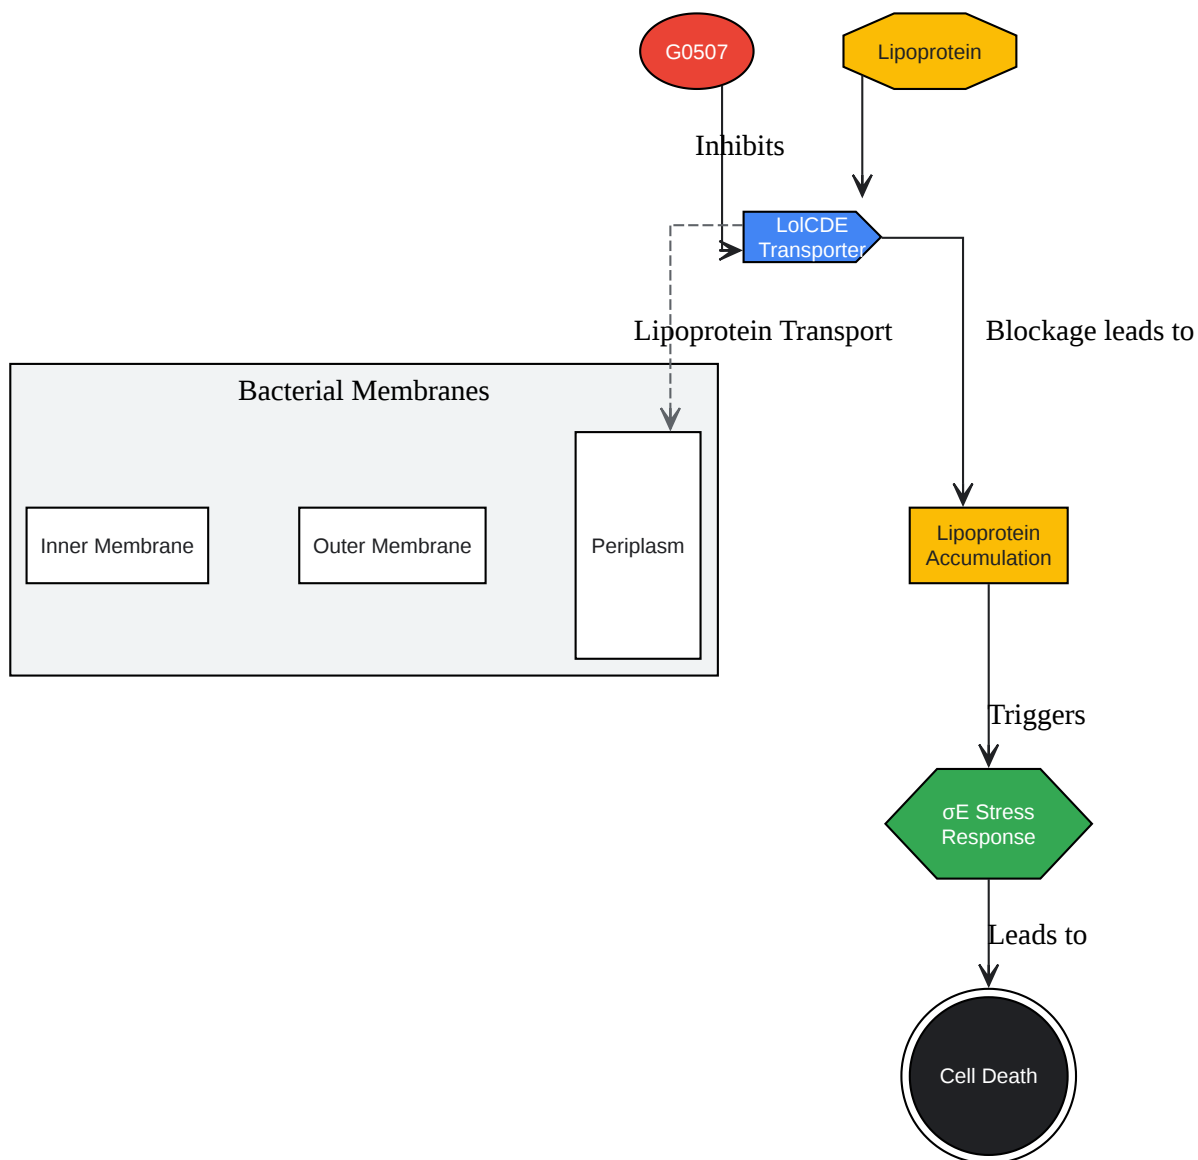 G0507
Lipoprotein
Inhibits
LolCDE
Transporter
Lipoprotein Transport
Blockage leads to
Bacterial Membranes
Inner Membrane
Outer Membrane
Periplasm
Lipoprotein
Accumulation
Triggers
σE Stress
Response
Leads to
Cell Death